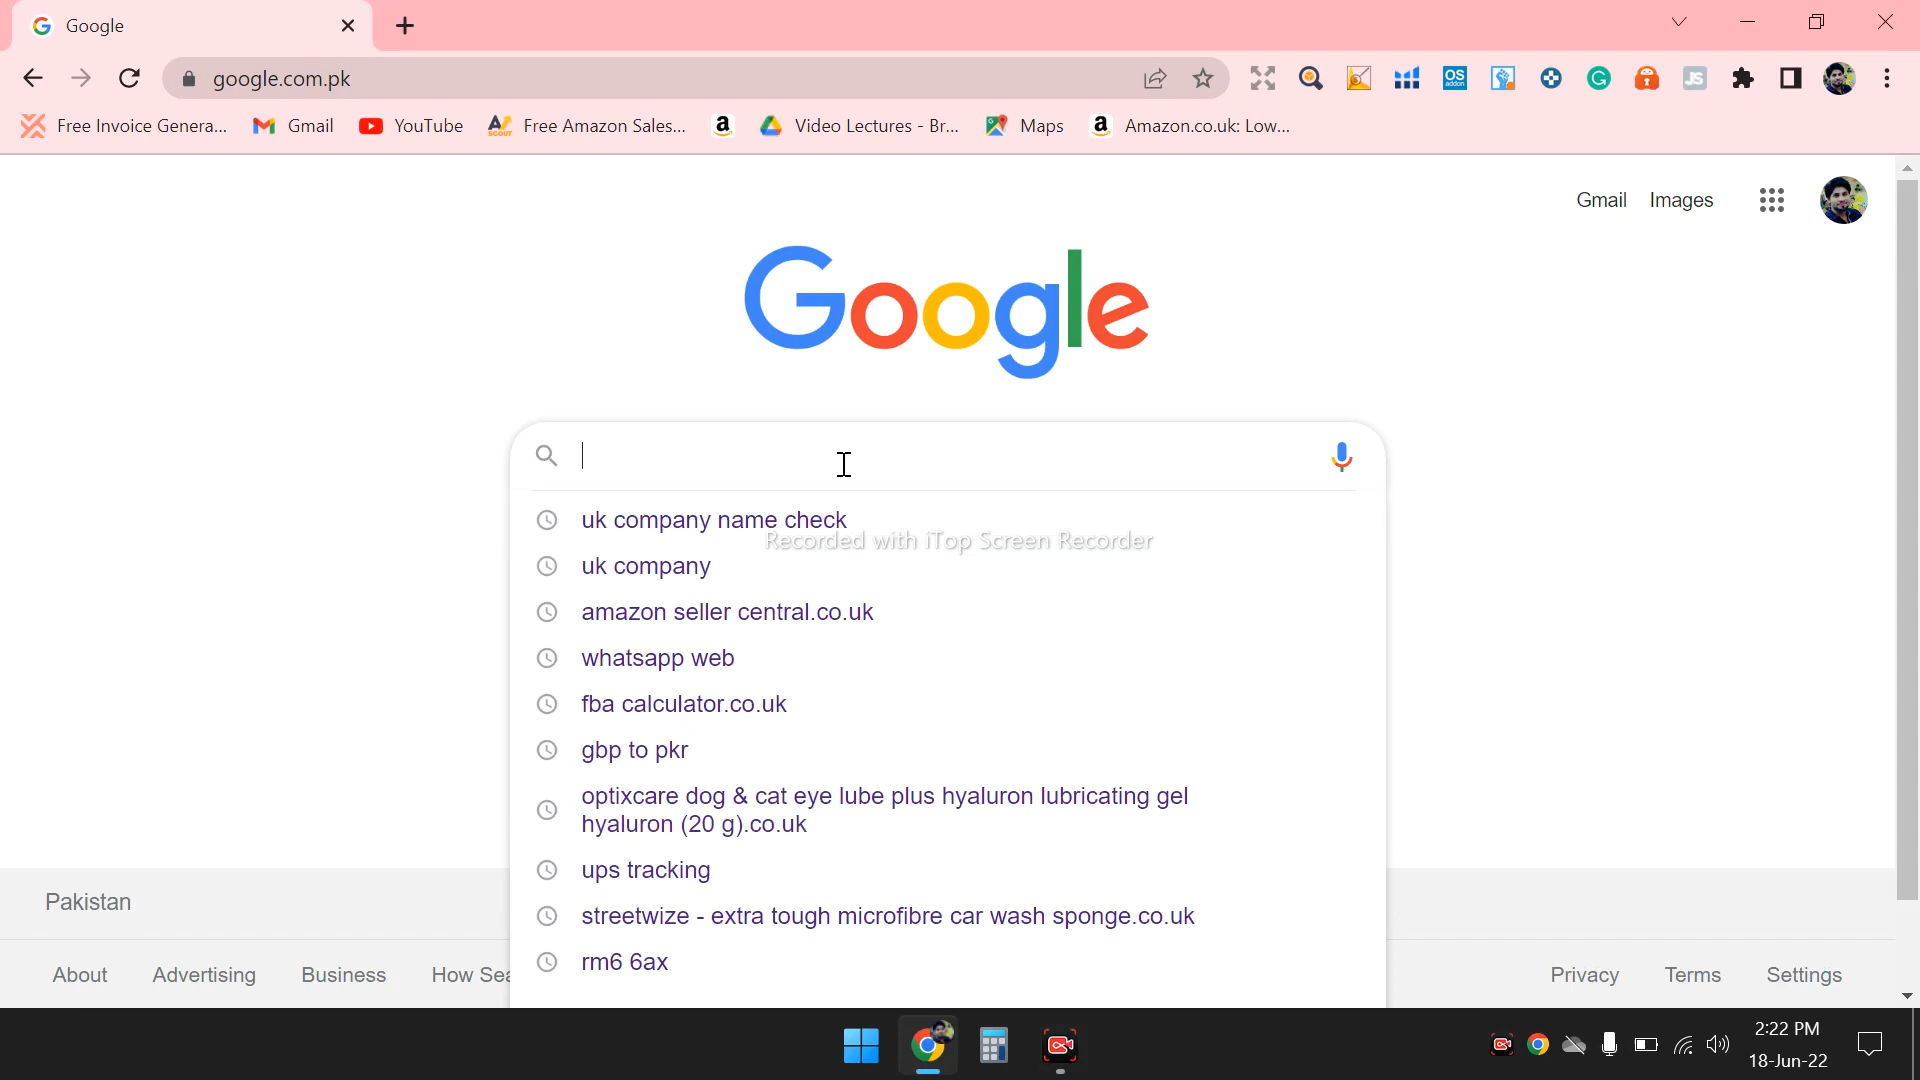 Google
google.com.pk
Free Invoice Genera... Gmail YouTube Free Amazon Sales... Video Lectures - Br... Maps Amazon.co.uk: Low...
Gmail Images
Google
uk company name check
Recorded with iTop Screen Recorder
uk company
amazon seller central.co.uk
whatsapp web
fba calculator.co.uk
gbp to pkr
optixcare dog & cat eye lube plus hyaluron lubricating gel
hyaluron (20 g).co.uk
ups tracking
streetwize - extra tough microfibre car wash sponge.co.uk
rm6 6ax
Pakistan
About Advertising Business How Sea Privacy Terms Settings
2:22 PM
18-Jun-22